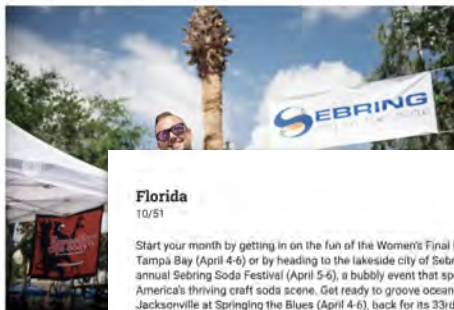 SEBRING
Florida
10/51
Start your month by getting in on the fun of the Women's Final
Tampa Bay (April 4-6) or by heading to the lakeside city of Sebr
annual Sebring Soda Festival (April 5-6), a bubbly event that sp
America's thriving craft soda scene. Get ready to groove ocean
Jacksonville at Springing the Blues (April 4-6), back for its 33rd